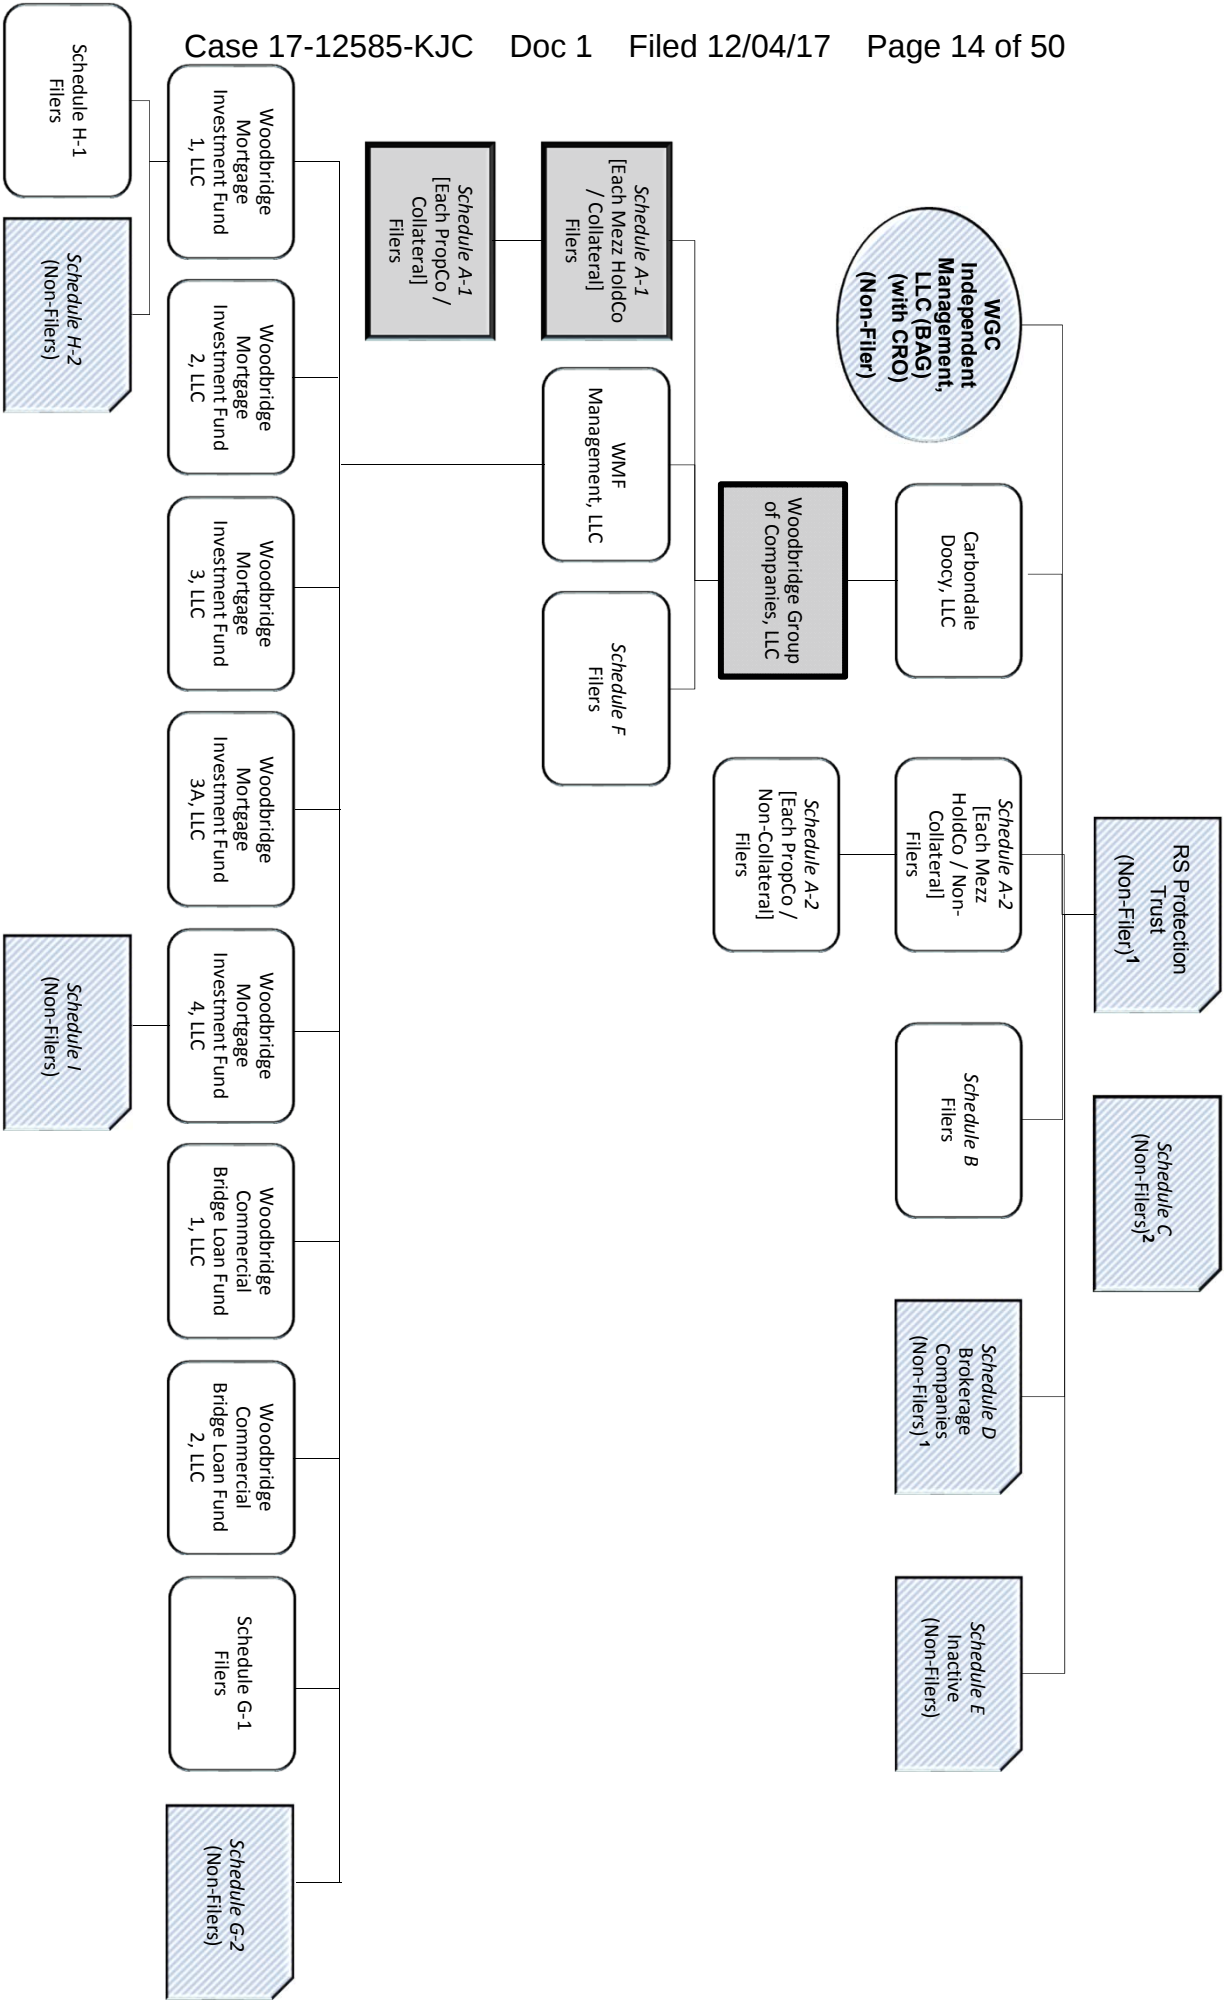 Case 17-12585-KJC Doc 1 Filed 12/04/17 Page 14 of 50
RS Protection
Trust
(Non-Filer)1
Schedule C
(Non-Filers)2
WGC
Independent
Management,
LLC (BAG)
(with CRO)
(Non-Filer)
Carbondale
Doocy, LLC
Schedule A-2
[Each Mezz
HoldCo / Non-
Collateral]
Filers
Schedule B
Filers
Schedule D
Brokerage
Companies
(Non-Filers)1
Schedule E
Inactive
(Non-Filers)
Woodbridge Group
of Companies, LLC
Schedule A-2
[Each PropCo /
Non-Collateral]
Filers
Schedule A-1
[Each Mezz HoldCo
/ Collateral]
Filers
WMF
Management, LLC
Schedule F
Filers
Schedule A-1
[Each PropCo /
Collateral]
Filers
Woodbridge
Mortgage
Investment Fund
1, LLC
Woodbridge
Mortgage
Investment Fund
2, LLC
Woodbridge
Mortgage
Investment Fund
3, LLC
Woodbridge
Mortgage
Investment Fund
3A, LLC
Woodbridge
Mortgage
Investment Fund
4, LLC
Woodbridge
Commercial
Bridge Loan Fund
1, LLC
Woodbridge
Commercial
Bridge Loan Fund
2, LLC
Schedule G-1
Filers
Schedule G-2
(Non-Filers)
Schedule H-1
Filers
Schedule H-2
(Non-Filers)
Schedule I
(Non-Filers)